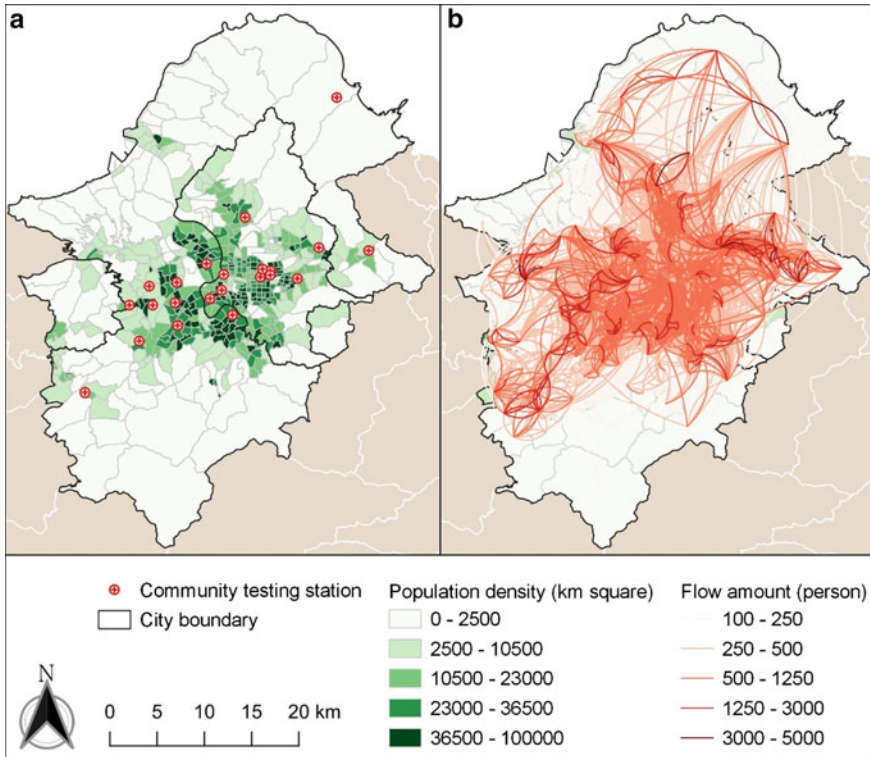 a
b
Community testing station
City boundary
N
0 5 10 15 20 km
Population density (km square)
0 - 2500
2500 - 10500
10500 - 23000
23000 - 36500
36500 - 100000
Flow amount (person)
100 - 250
250 - 500
500 - 1250
1250 - 3000
3000 - 5000